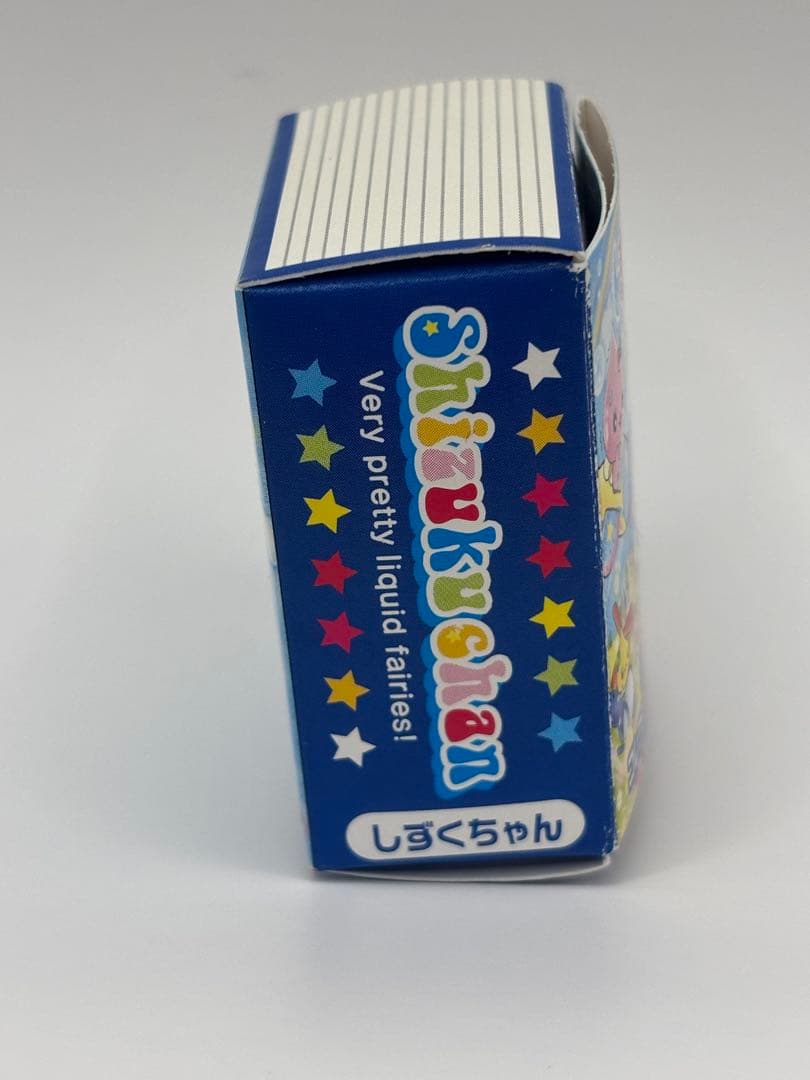 Shizukuchan
Very pretty liquid fairies!
しずくちゃん